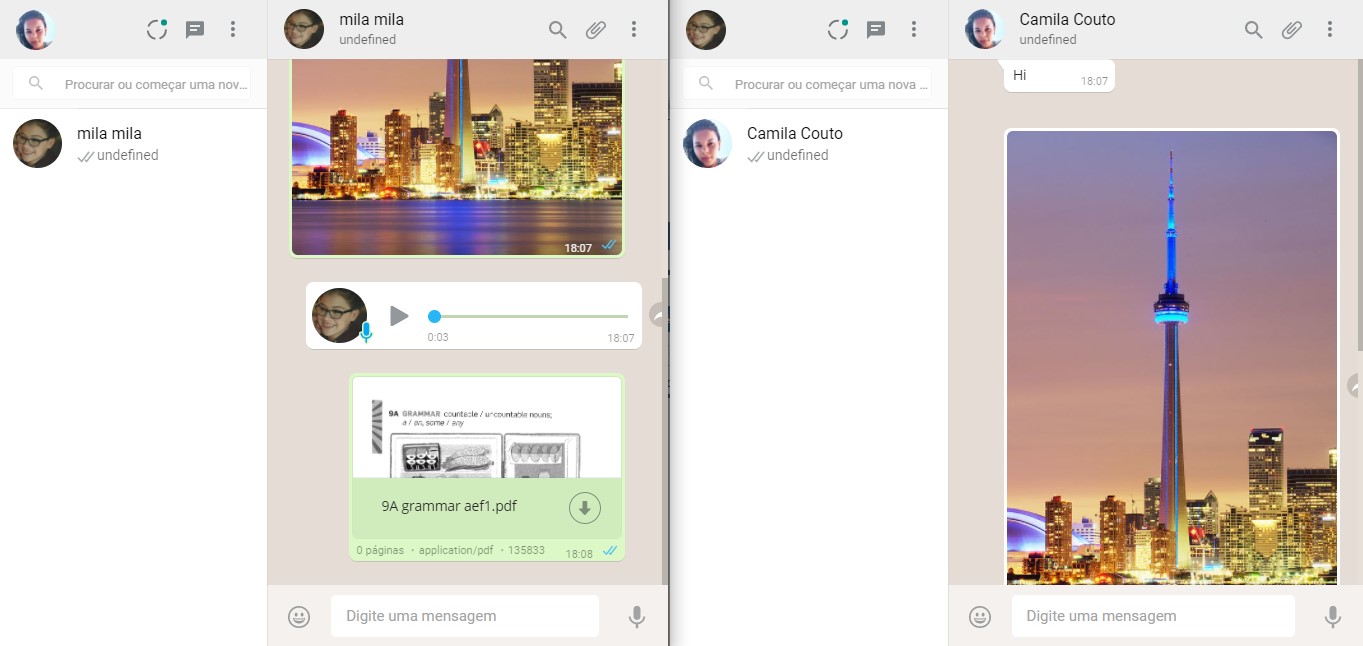 mila mila
undefined
Procurar ou começar uma nov...
mila mila
undefined
18:07
0:03
18:07
9A GRAMMAR countable / uncountable nouns;
a / an, some / any
9A grammar aef1.pdf
0 páginas · application/pdf · 135833
18:08
Digite uma mensagem
Camila Couto
undefined
Procurar ou começar uma nova ...
Camila Couto
undefined
Hi
18:07
Digite uma mensagem